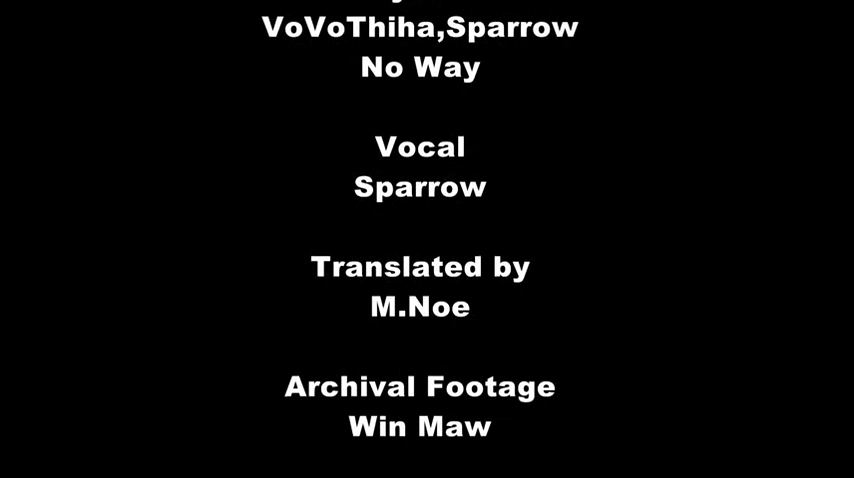 VoVoThiha,Sparrow
No Way
Vocal
Sparrow
Translated by
M.Noe
Archival Footage
Win Maw